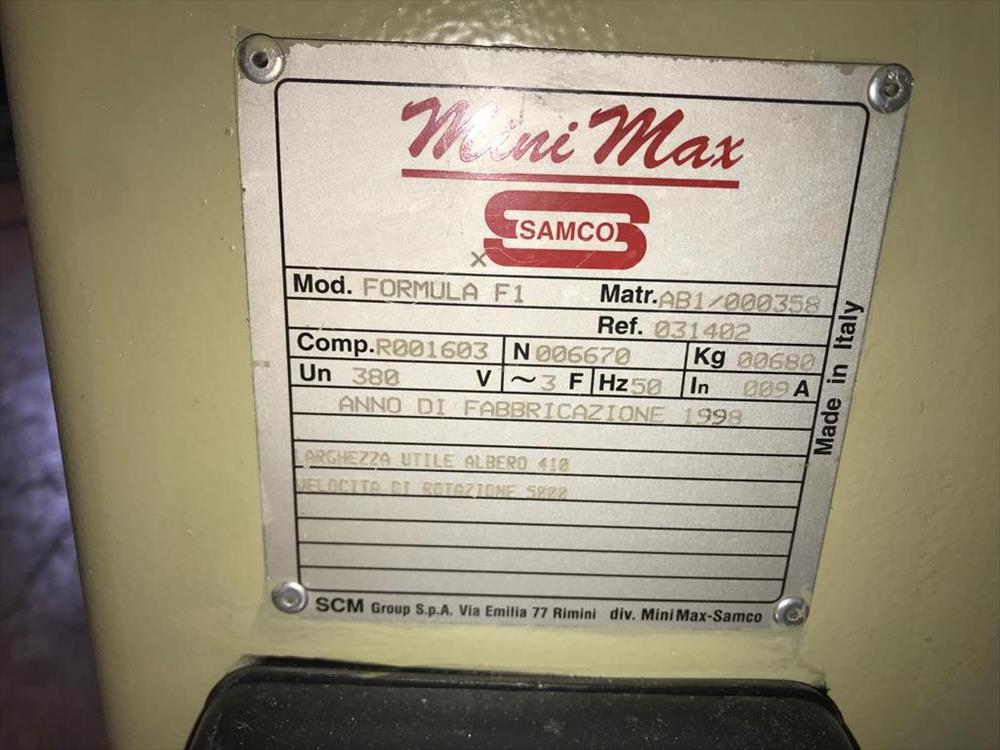 Mini Max
SAMCO
x
Mod. FORMULA F1 Matr. AB1/000358
Ref. 031402
Comp. R001603 N 006670 Kg 00680
Un 380 V ~ 3 F Hz 50 In 009 A
ANNO DI FABBRICAZIONE 1998
LARGHEZZA UTILE ALBERO 410
VELOCITA DI ROTAZIONE 5000
Made in Italy
SCM Group S.p.A. Via Emilia 77 Rimini div. MiniMax-Samco